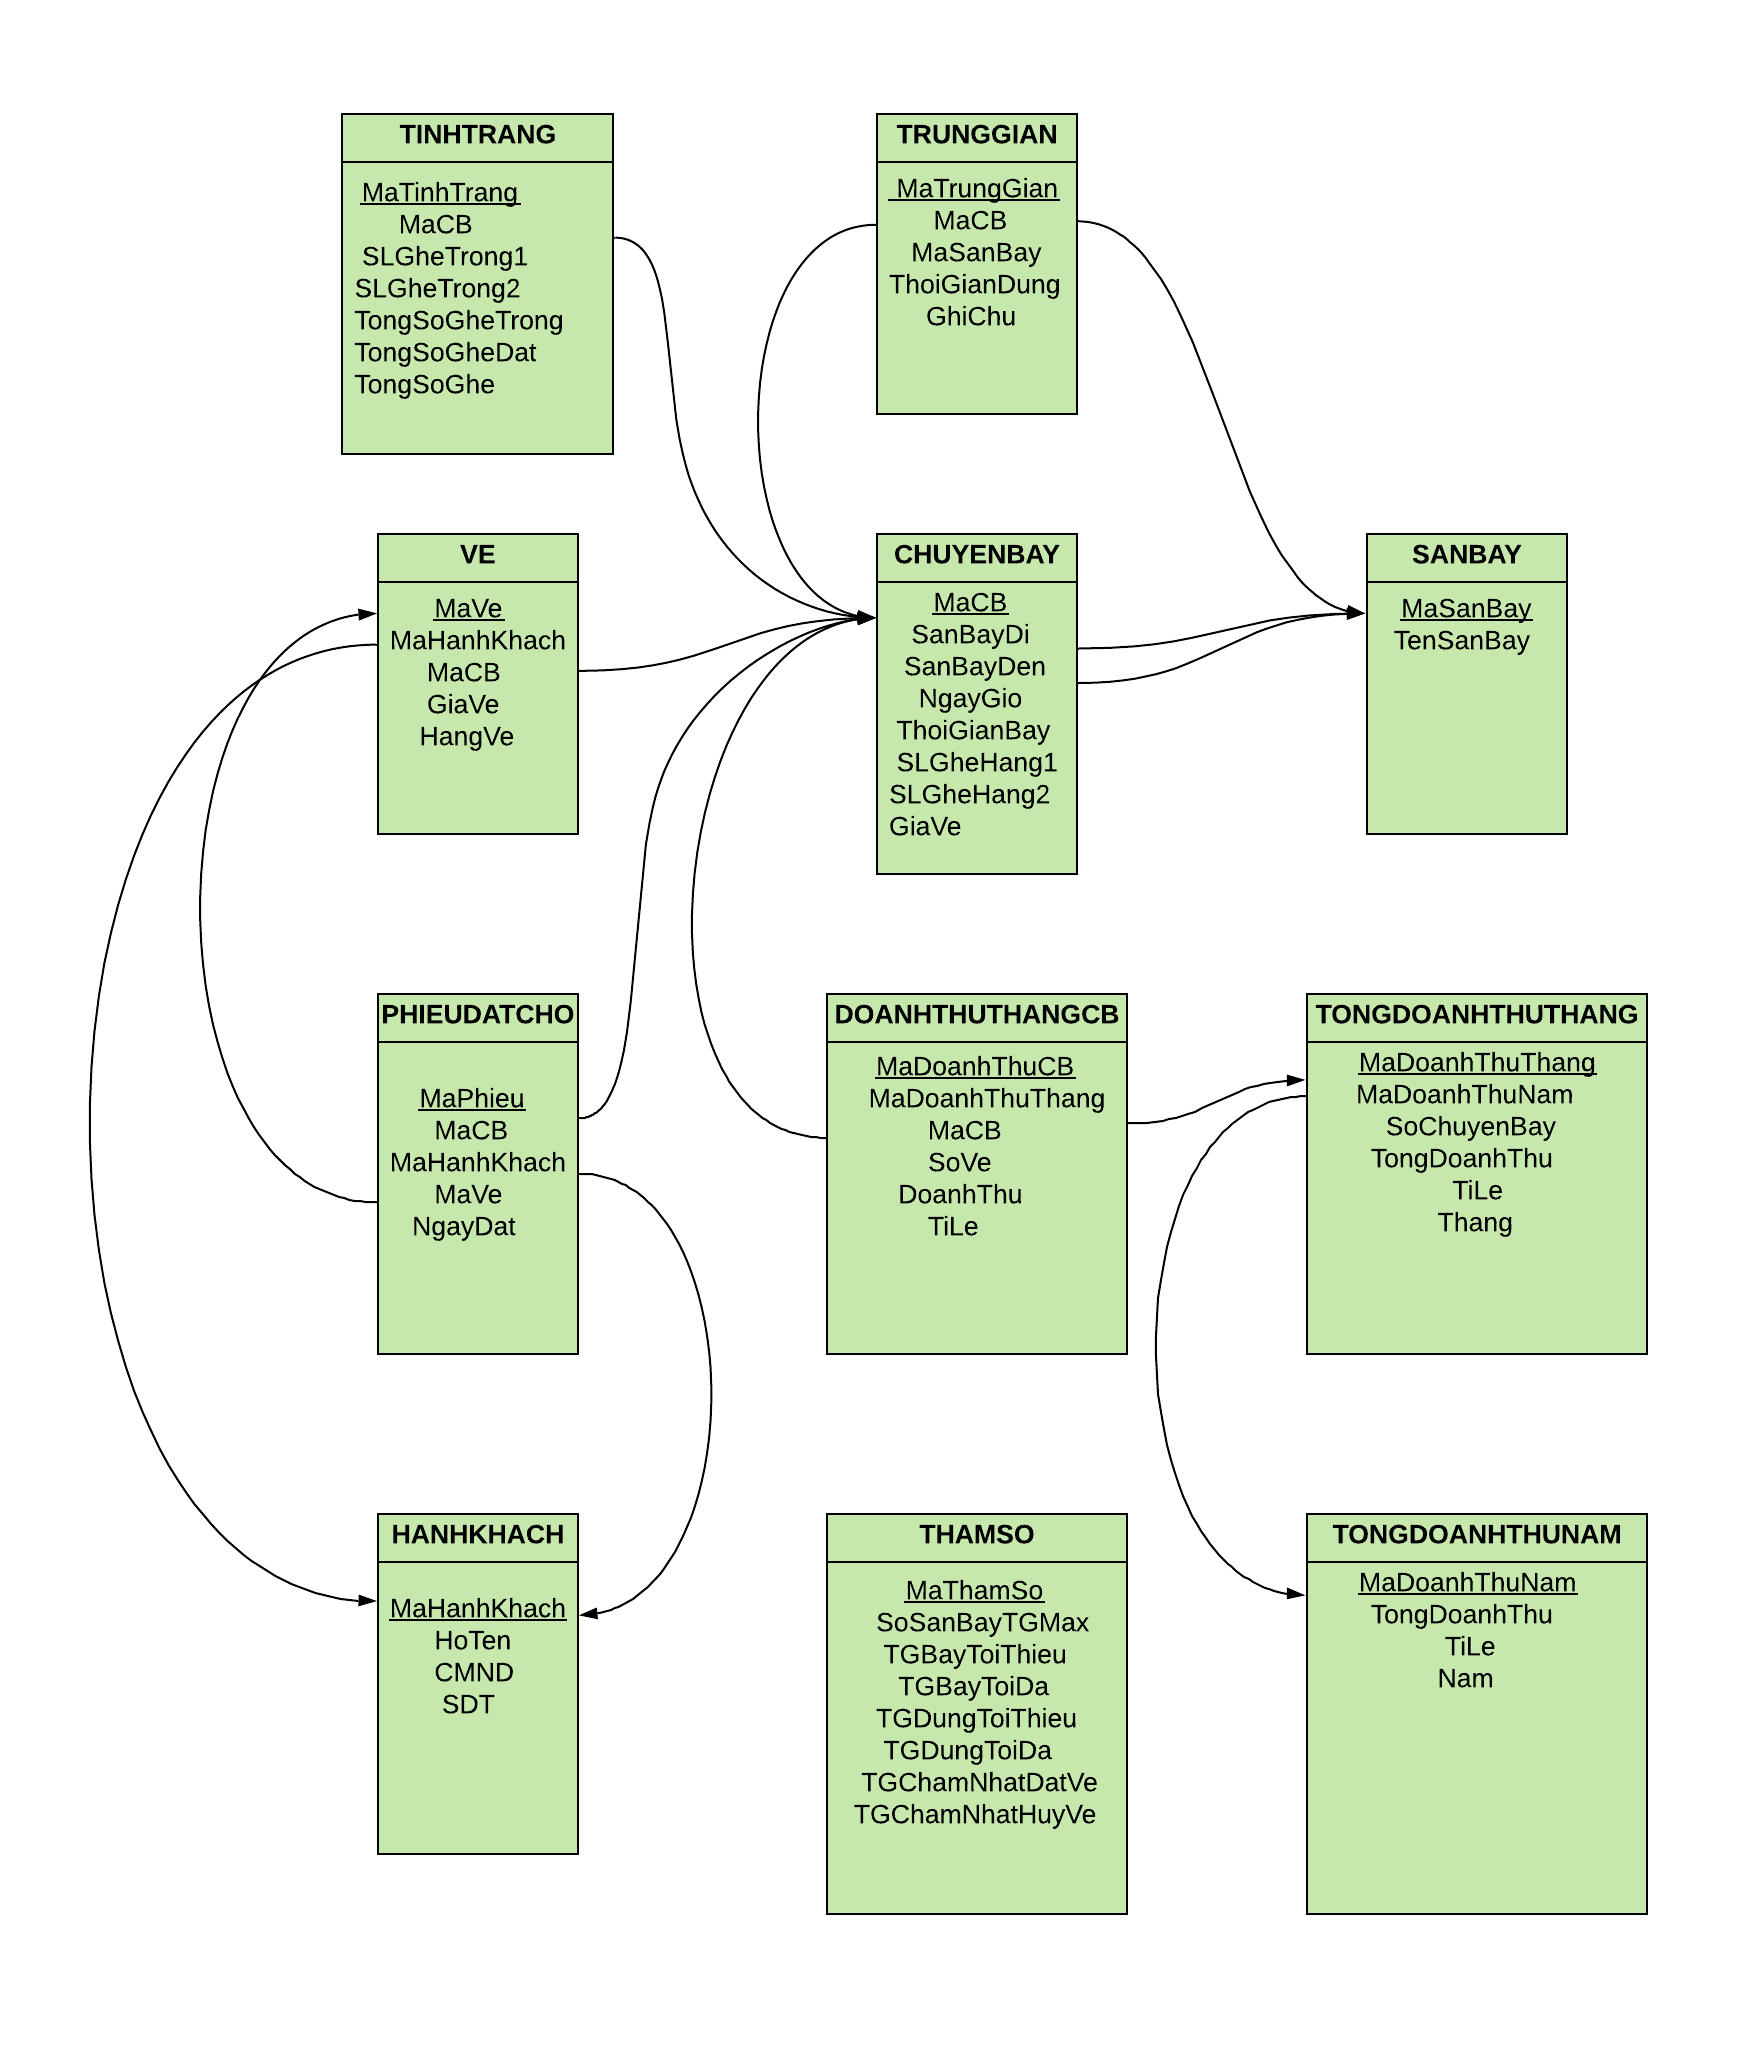 TINHTRANG
MaTinhTrang
MaCB
SLGheTrong1
SLGheTrong2
TongSoGheTrong
TongSoGheDat
TongSoGhe
TRUNGGIAN
MaTrungGian
MaCB
MaSanBay
ThoiGianDung
GhiChu
VE
MaVe
MaHanhKhach
MaCB
GiaVe
HangVe
CHUYENBAY
MaCB
SanBayDi
SanBayDen
NgayGio
ThoiGianBay
SLGheHang1
SLGheHang2
GiaVe
SANBAY
MaSanBay
TenSanBay
PHIEUDATCHO
MaPhieu
MaCB
MaHanhKhach
MaVe
NgayDat
DOANHTHUTHANGCB
MaDoanhThuCB
MaDoanhThuThang
MaCB
SoVe
DoanhThu
TiLe
TONGDOANHTHUTHANG
MaDoanhThuThang
MaDoanhThuNam
SoChuyenBay
TongDoanhThu
TiLe
Thang
HANHKHACH
MaHanhKhach
HoTen
CMND
SDT
THAMSO
MaThamSo
SoSanBayTGMax
TGBayToiThieu
TGBayToiDa
TGDungToiThieu
TGDungToiDa
TGChamNhatDatVe
TGChamNhatHuyVe
TONGDOANHTHUNAM
MaDoanhThuNam
TongDoanhThu
TiLe
Nam